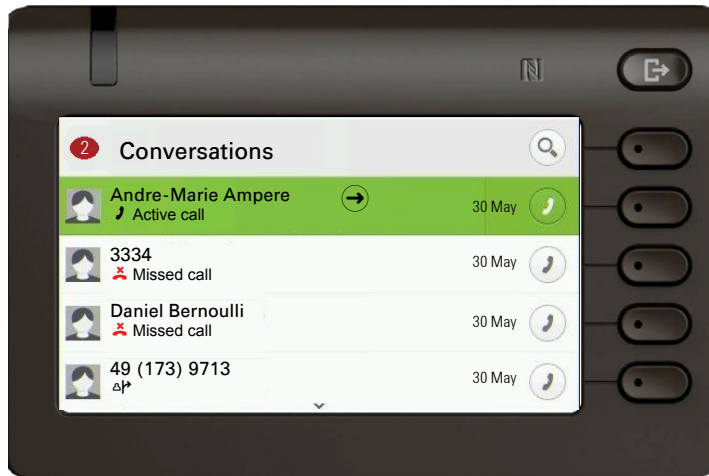 2 Conversations
Andre-Marie Ampere
Active call
30 May
3334
Missed call
30 May
Daniel Bernoulli
Missed call
30 May
49 (173) 9713
30 May